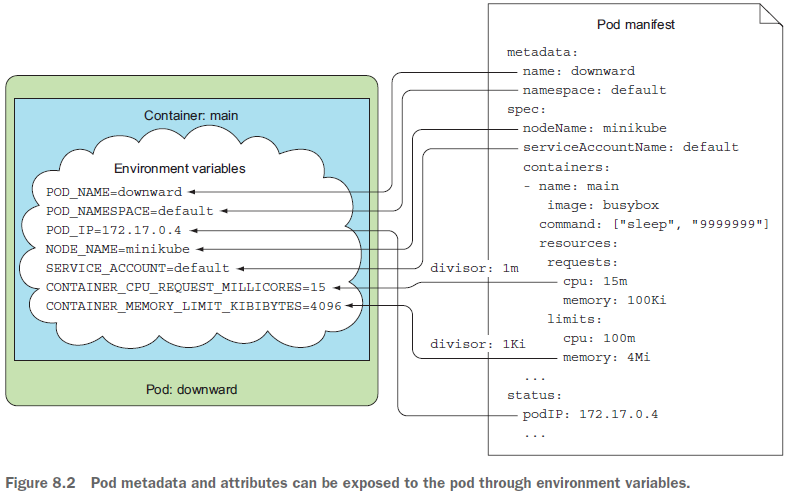 Container: main
Environment variables
POD_NAME=downward
POD_NAMESPACE=default
POD_IP=172.17.0.4
NODE_NAME=minikube
SERVICE_ACCOUNT=default
CONTAINER_CPU_REQUEST_MILLICORES=15
CONTAINER_MEMORY_LIMIT_KIBIBYTES=4096
Pod: downward
divisor: 1m
divisor: 1Ki
Pod manifest
metadata:
name: downward
namespace: default
spec:
nodeName: minikube
serviceAccountName: default
containers:
- name: main
image: busybox
command: ["sleep", "9999999"]
resources:
requests:
cpu: 15m
memory: 100Ki
limits:
cpu: 100m
memory: 4Mi
...
status:
podIP: 172.17.0.4
...
Figure 8.2 Pod metadata and attributes can be exposed to the pod through environment variables.